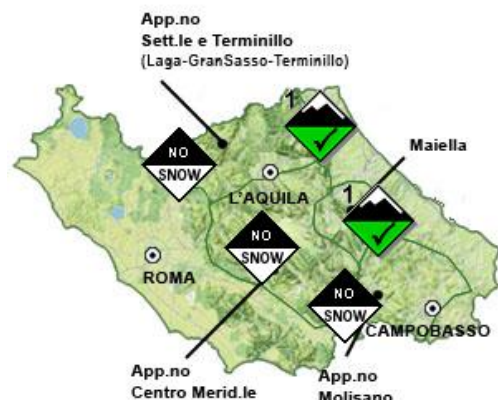 App.no
Sett.le e Terminillo
(Laga-GranSasso-Terminillo)
1
Maiella
NO
SNOW
L'AQUILA
1
NO
SNOW
ROMA
NO
SNOW
CAMPOBASSO
App.no
Centro Merid.le
App.no
Molisano